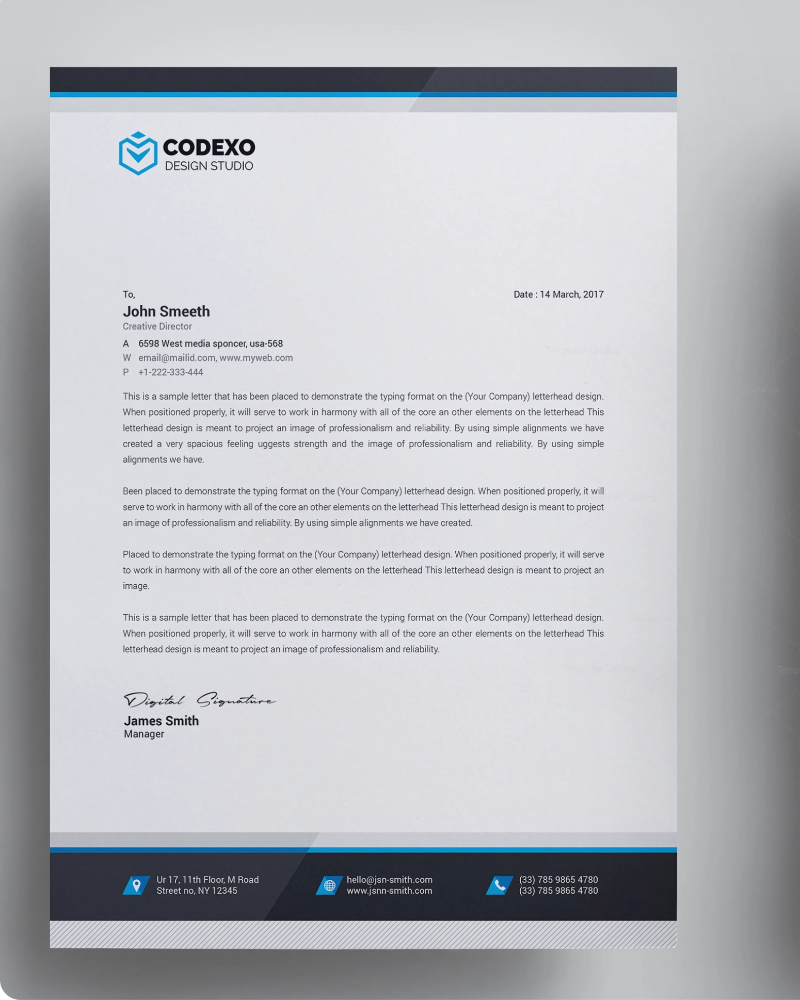 CODEXO
DESIGN STUDIO
To,
Date : 14 March, 2017
John Smeeth
Creative Director
A 6598 West media sponcer, usa-568
W email@mailid.com, www.myweb.com
P +1-222-333-444
This is a sample letter that has been placed to demonstrate the typing format on the (Your Company) letterhead design.
When positioned properly, it will serve to work in harmony with all of the core an other elements on the letterhead This
letterhead design is meant to project an image of professionalism and reliability. By using simple alignments we have
created a very spacious feeling uggests strength and the image of professionalism and reliability. By using simple
alignments we have.
Been placed to demonstrate the typing format on the (Your Company) letterhead design. When positioned properly, it will
serve to work in harmony with all of the core an other elements on the letterhead This letterhead design is meant to project
an image of professionalism and reliability. By using simple alignments we have created.
Placed to demonstrate the typing format on the (Your Company) letterhead design. When positioned properly, it will serve
to work in harmony with all of the core an other elements on the letterhead This letterhead design is meant to project an
image.
This is a sample letter that has been placed to demonstrate the typing format on the (Your Company) letterhead design.
When positioned properly, it will serve to work in harmony with all of the core an other elements on the letterhead This
letterhead design is meant to project an image of professionalism and reliability.
Digital Signature
James Smith
Manager
Ur 17, 11th Floor, M Road
Street no, NY 12345
hello@jsn-smith.com
www.jsnn-smith.com
(33) 785 9865 4780
(33) 785 9865 4780